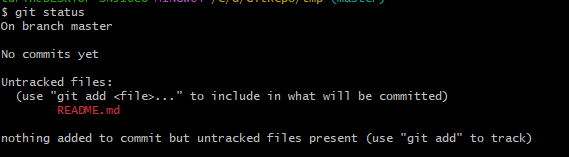 $ git status
On branch master
No commits yet
Untracked files:
(use "git add <file>..." to include in what will be committed)
README.md
nothing added to commit but untracked files present (use "git add" to track)